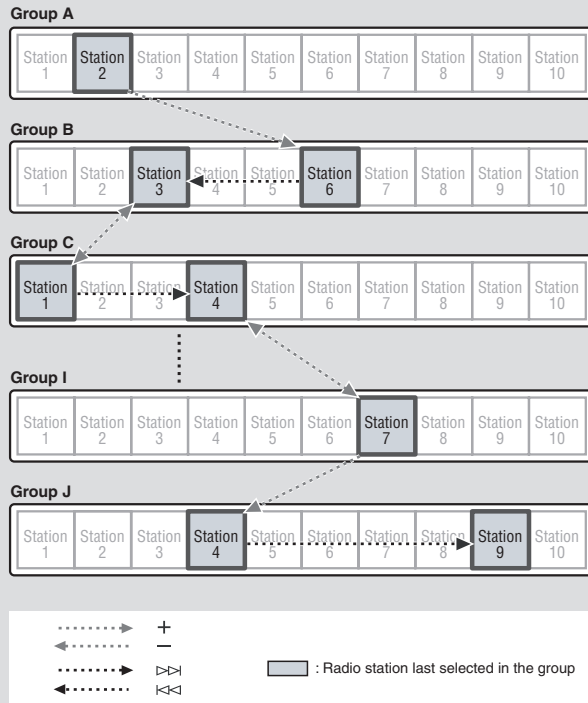 Group A
Station 1 Station 2 Station 3 Station 4 Station 5 Station 6 Station 7 Station 8 Station 9 Station 10
Group B
Station 1 Station 2 Station 3 Station 4 Station 5 Station 6 Station 7 Station 8 Station 9 Station 10
Group C
Station 1 Station 2 Station 3 Station 4 Station 5 Station 6 Station 7 Station 8 Station 9 Station 10
Group I
Station 1 Station 2 Station 3 Station 4 Station 5 Station 6 Station 7 Station 8 Station 9 Station 10
Group J
Station 1 Station 2 Station 3 Station 4 Station 5 Station 6 Station 7 Station 8 Station 9 Station 10
+
−
: Radio station last selected in the group